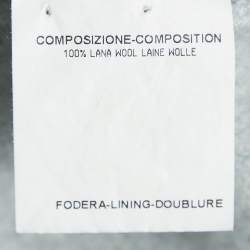 COMPOSIZIONE-COMPOSITION
100% LANA WOOL LAINE WOLLE
FODERA-LINING-DOUBLURE